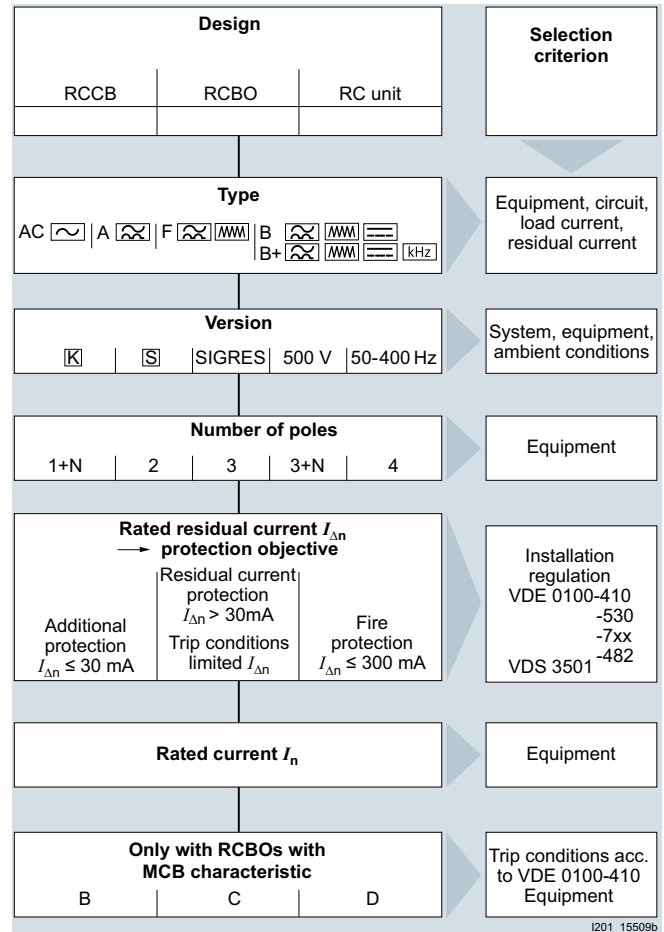 Design
RCCB RCBO RC unit
Selection
criterion
Type
AC A F B
B+ kHz
Equipment, circuit,
load current,
residual current
Version
K S SIGRES 500 V 50-400 Hz
System, equipment,
ambient conditions
Number of poles
1+N 2 3 3+N 4
Equipment
Rated residual current IΔn
→ protection objective
Additional
protection
IΔn ≤ 30 mA
Residual current
protection
IΔn > 30mA
Trip conditions
limited IΔn
Fire
protection
IΔn ≤ 300 mA
Installation
regulation
VDE 0100-410
-530
-7xx
-482
VDS 3501
Rated current In
Equipment
Only with RCBOs with
MCB characteristic
B C D
Trip conditions acc.
to VDE 0100-410
Equipment
I201_15509b